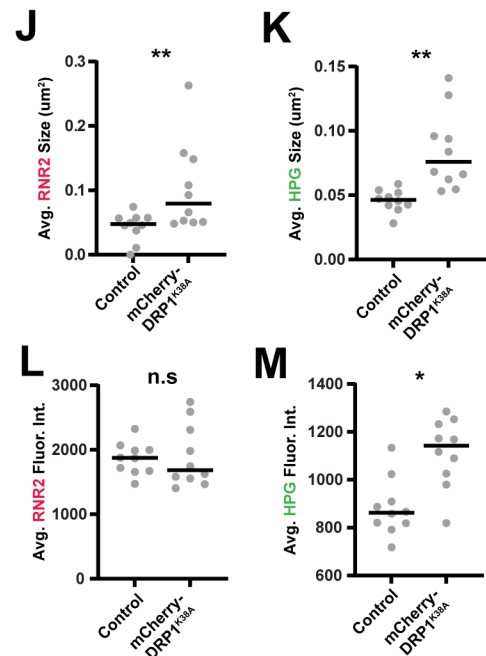 J
**
Avg. RNR2 Size (um²)
0.3
0.2
0.1
0.0
Control
mCherry-
DRP1ᴷ³⁸ᴬ
K
**
Avg. HPG Size (um²)
0.15
0.10
0.05
0.00
Control
mCherry-
DRP1ᴷ³⁸ᴬ
L
n.s
Avg. RNR2 Fluor. Int.
3000
2000
1000
0
Control
mCherry-
DRP1ᴷ³⁸ᴬ
M
*
Avg. HPG Fluor. Int.
1400
1200
1000
800
600
Control
mCherry-
DRP1ᴷ³⁸ᴬ